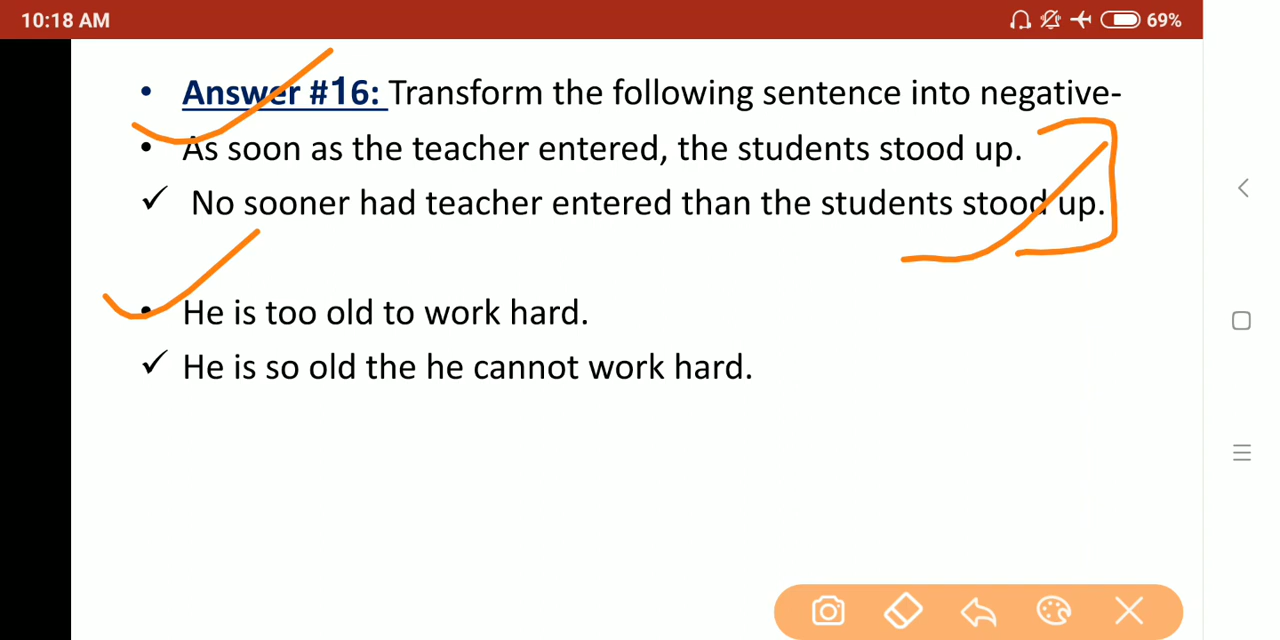 10:18 AM 69%
• Answer #16: Transform the following sentence into negative-
• As soon as the teacher entered, the students stood up.
✓ No sooner had teacher entered than the students stood up.
• He is too old to work hard.
✓ He is so old the he cannot work hard.